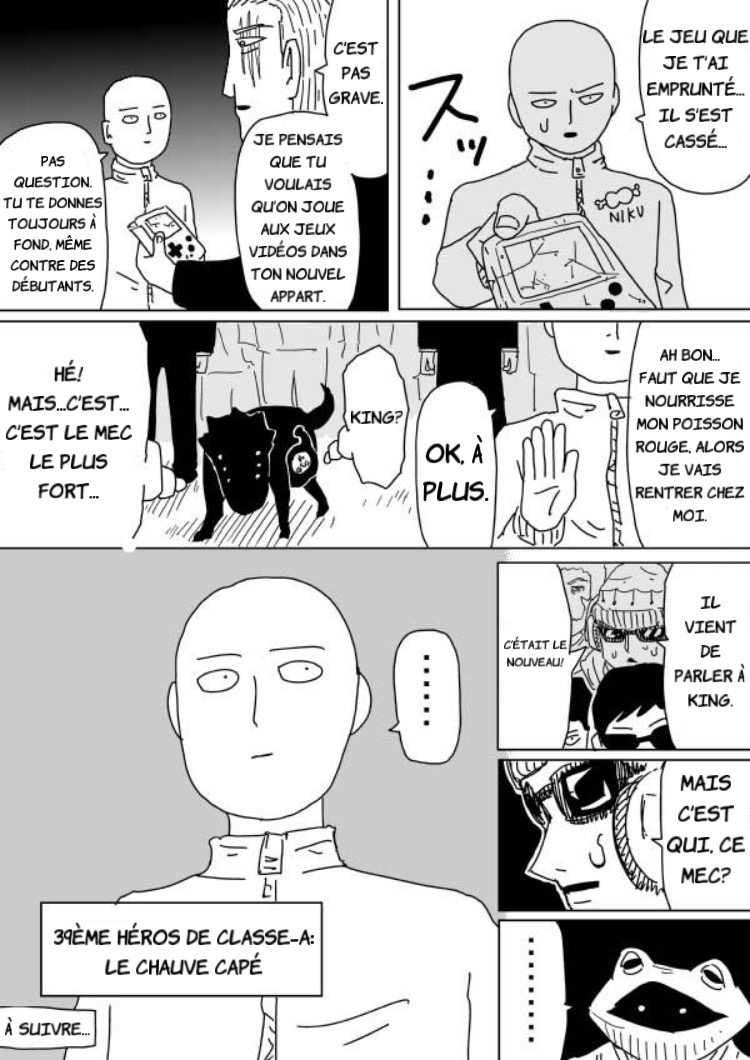 LE JEU QUE
JE T'AI
EMPRUNTÉ...
IL S'EST
CASSÉ...
スッ
NIKU
C'EST
PAS
GRAVE.
JE PENSAIS
QUE TU
VOULAIS
QU'ON JOUE
AUX JEUX
VIDÉOS DANS
TON NOUVEL
APPART.
PAS
QUESTION.
TU TE DONNES
TOUJOURS À
FOND, MÊME
CONTRE DES
DÉBUTANTS.
AH BON...
FAUT QUE JE
NOURRISSE
MON POISSON
ROUGE, ALORS
JE VAIS
RENTRER CHEZ
MOI.
OK, À
PLUS.
KING?
HÉ!
MAIS...C'EST...
C'EST LE MEC
LE PLUS
FORT...
IL
VIENT
DE
PARLER À
KING.
C'ÉTAIT LE
NOUVEAU!
......
MAIS
C'EST
QUI, CE
MEC?
........
39ÈME HÉROS DE CLASSE-A:
LE CHAUVE CAPÉ
À SUIVRE...